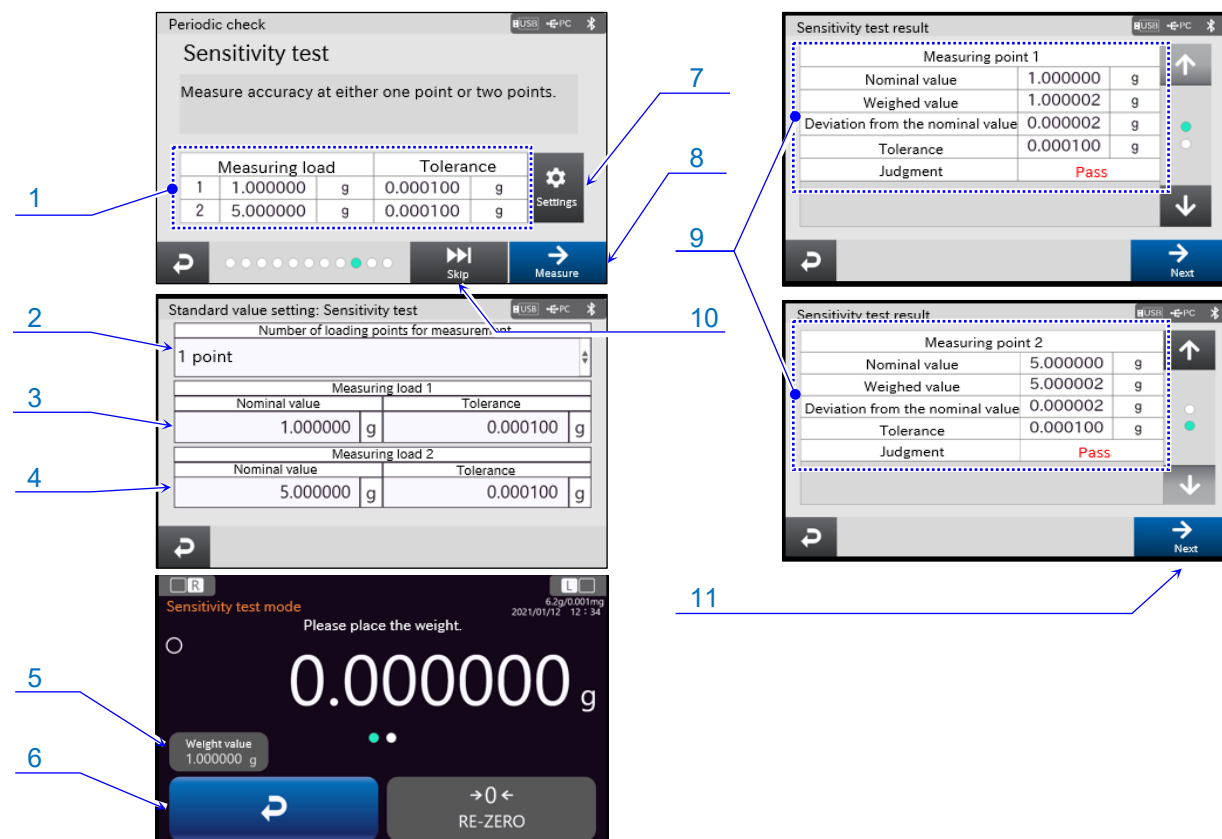 Periodic check
USB PC
Sensitivity test
Measure accuracy at either one point or two points.
Measuring load Tolerance
1 1.000000 g 0.000100 g
2 5.000000 g 0.000100 g
Settings
Skip
Measure
1
7
8
Standard value setting: Sensitivity test
USB PC
Number of loading points for measurement
1 point
Measuring load 1
Nominal value Tolerance
1.000000 g 0.000100 g
Measuring load 2
Nominal value Tolerance
5.000000 g 0.000100 g
2
3
4
R
L
Sensitivity test mode
6.2g/0.001mg
2021/01/12 12:34
Please place the weight.
0.000000 g
Weight value
1.000000 g
→0←
RE-ZERO
5
6
Sensitivity test result
USB PC
Measuring point 1
Nominal value 1.000000 g
Weighed value 1.000002 g
Deviation from the nominal value 0.000002 g
Tolerance 0.000100 g
Judgment Pass
Next
9
10
Sensitivity test result
USB PC
Measuring point 2
Nominal value 5.000000 g
Weighed value 5.000002 g
Deviation from the nominal value 0.000002 g
Tolerance 0.000100 g
Judgment Pass
Next
11